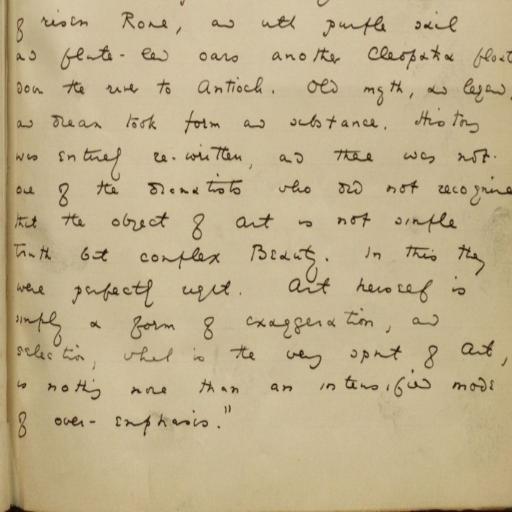 of risen Rome, and with purple sail
and flute-led oars another Cleopatra float
down the river to Antioch. Old myth, and legend,
and dream took form and substance. History
was entirely re-written, and there was not
one of the dramatists who did not recognise
that the object of Art is not simple
truth but complex Beauty. In this they
were perfectly right. Art herself is
simply a form of exaggeration, and
selection, which is the very spirit of Art,
is nothing more than an intensified mode
of over-emphasis."